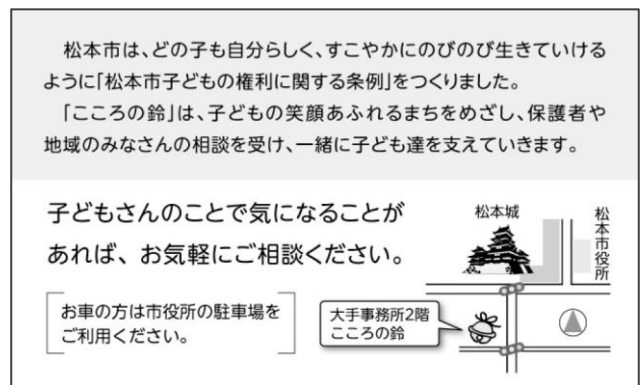 松本市は、どの子も自分らしく、すこやかにのびのび生きていける
ように「松本市子どもの権利に関する条例」をつくりました。
「こころの鈴」は、子どもの笑顔あふれるまちをめざし、保護者や
地域のみなさんの相談を受け、一緒に子ども達を支えていきます。
子どもさんのことで気になることが
あれば、お気軽にご相談ください。
お車の方は市役所の駐車場を
ご利用ください。
松本城
松本市役所
大手事務所2階
こころの鈴